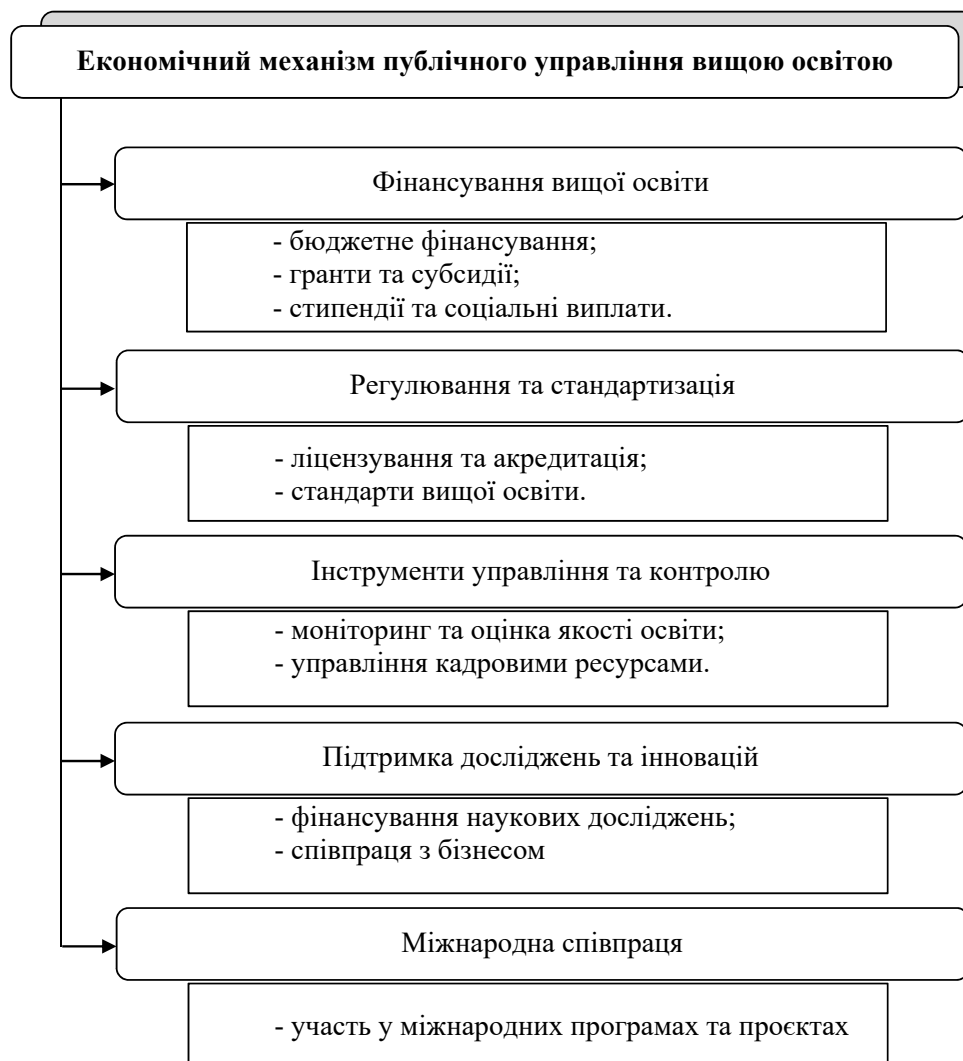 Економічний механізм публічного управління вищою освітою
Фінансування вищої освіти
- бюджетне фінансування;
- гранти та субсидії;
- стипендії та соціальні виплати.
Регулювання та стандартизація
- ліцензування та акредитація;
- стандарти вищої освіти.
Інструменти управління та контролю
- моніторинг та оцінка якості освіти;
- управління кадровими ресурсами.
Підтримка досліджень та інновацій
- фінансування наукових досліджень;
- співпраця з бізнесом
Міжнародна співпраця
- участь у міжнародних програмах та проєктах